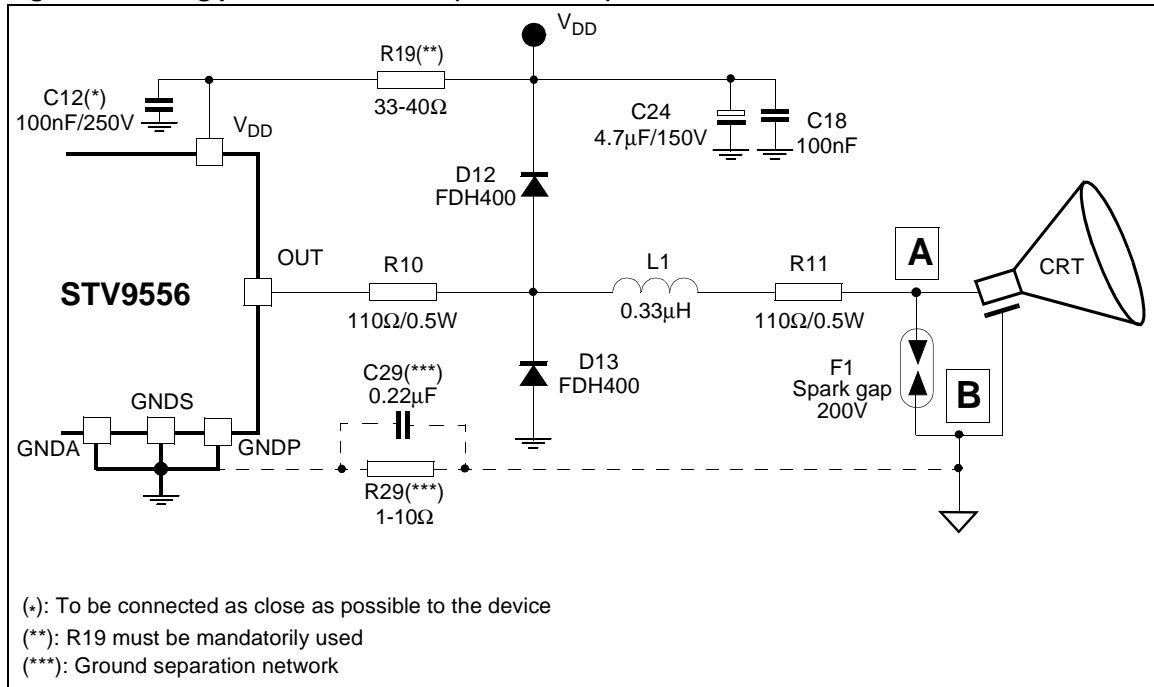 V_DD
R19(**)
33-40Ω
C12(*)
100nF/250V
V_DD
C24
4.7μF/150V
C18
100nF
D12
FDH400
OUT
STV9556
R10
110Ω/0.5W
L1
0.33μH
R11
110Ω/0.5W
A
CRT
D13
FDH400
F1
Spark gap
200V
B
C29(***)
0.22μF
GNDS
GNDA
GNDP
R29(***)
1-10Ω
(*): To be connected as close as possible to the device
(**): R19 must be mandatorily used
(***): Ground separation network